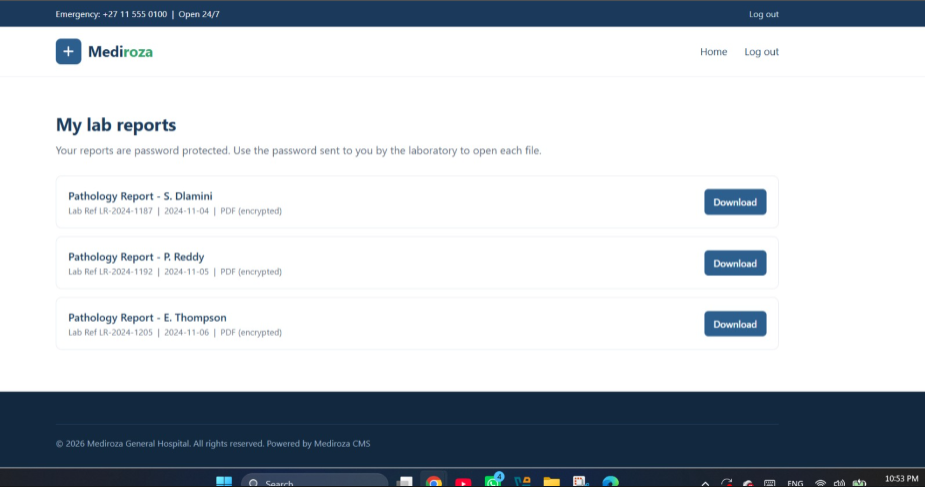 Emergency: +27 11 555 0100 | Open 24/7
Log out
Mediroza
Home
Log out
My lab reports
Your reports are password protected. Use the password sent to you by the laboratory to open each file.
Pathology Report - S. Dlamini
Lab Ref LR-2024-1187 | 2024-11-04 | PDF (encrypted)
Download
Pathology Report - P. Reddy
Lab Ref LR-2024-1192 | 2024-11-05 | PDF (encrypted)
Download
Pathology Report - E. Thompson
Lab Ref LR-2024-1205 | 2024-11-06 | PDF (encrypted)
Download
© 2026 Mediroza General Hospital. All rights reserved. Powered by Mediroza CMS
Search
4
ENG
10:53 PM